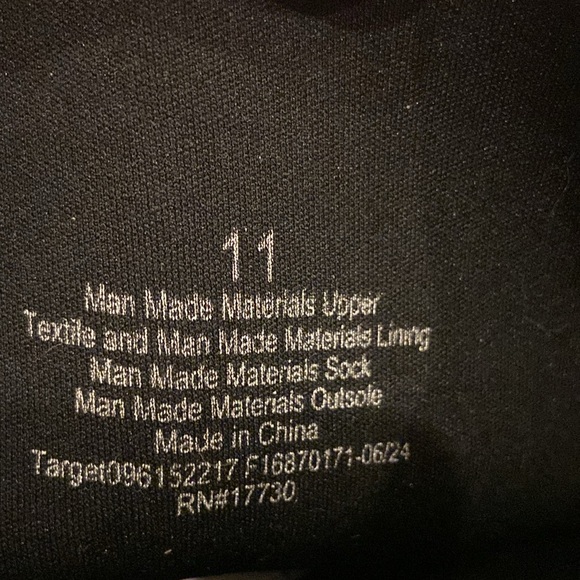 11
Man Made Materials Upper
Textile and Man Made Materials Lining
Man Made Materials Sock
Man Made Materials Outsole
Made in China
Target096152217 F16870171-06/24
RN#17730